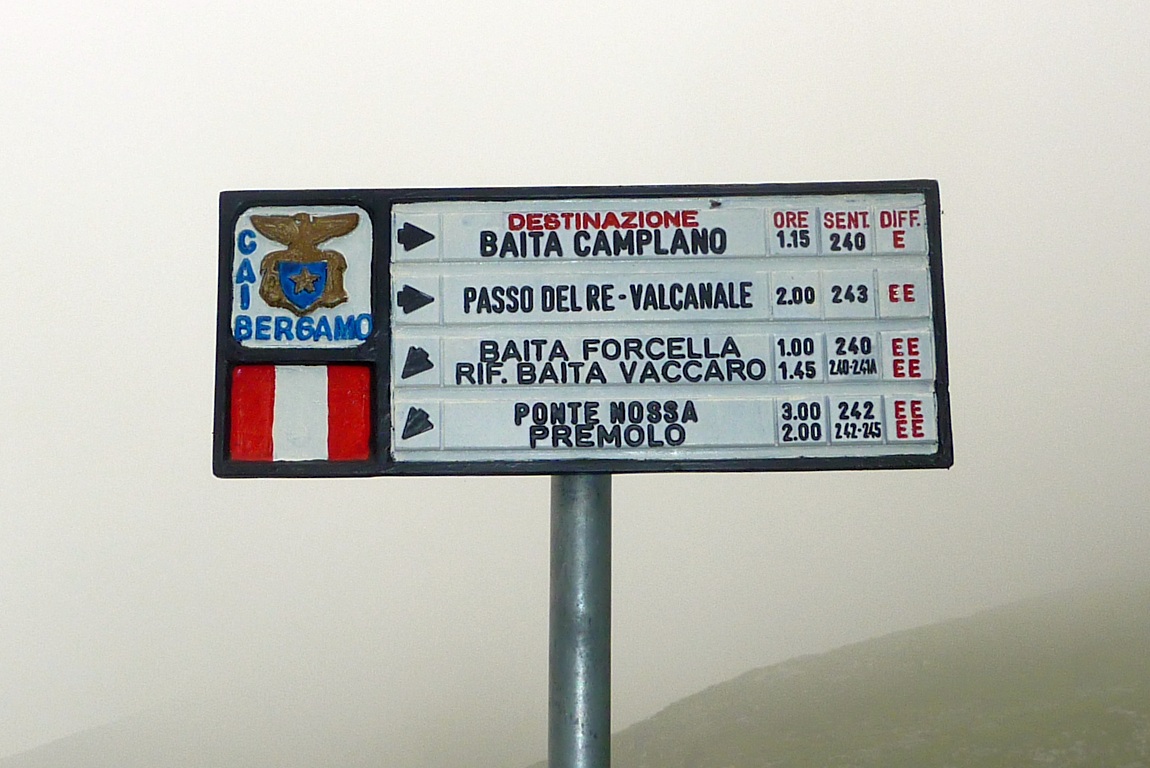 CAI
BERGAMO
DESTINAZIONE ORE SENT. DIFF.
BAITA CAMPLANO 1.15 240 E
PASSO DEL RE - VALCANALE 2.00 243 EE
BAITA FORCELLA 1.00 240 EE
RIF. BAITA VACCARO 1.45 240-241A EE
PONTE NOSSA 3.00 242 EE
PREMOLO 2.00 242-245 EE